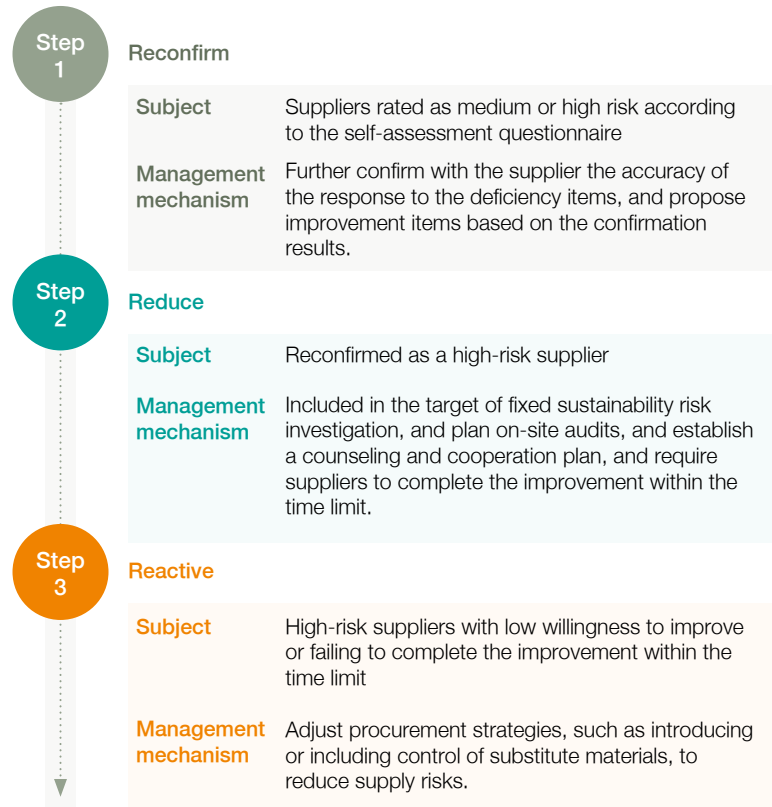 Step
1
Reconfirm
Subject
Suppliers rated as medium or high risk according
to the self-assessment questionnaire
Management
mechanism
Further confirm with the supplier the accuracy of
the response to the deficiency items, and propose
improvement items based on the confirmation
results.
Step
2
Reduce
Subject
Reconfirmed as a high-risk supplier
Management
mechanism
Included in the target of fixed sustainability risk
investigation, and plan on-site audits, and establish
a counseling and cooperation plan, and require
suppliers to complete the improvement within the
time limit.
Step
3
Reactive
Subject
High-risk suppliers with low willingness to improve
or failing to complete the improvement within the
time limit
Management
mechanism
Adjust procurement strategies, such as introducing
or including control of substitute materials, to
reduce supply risks.